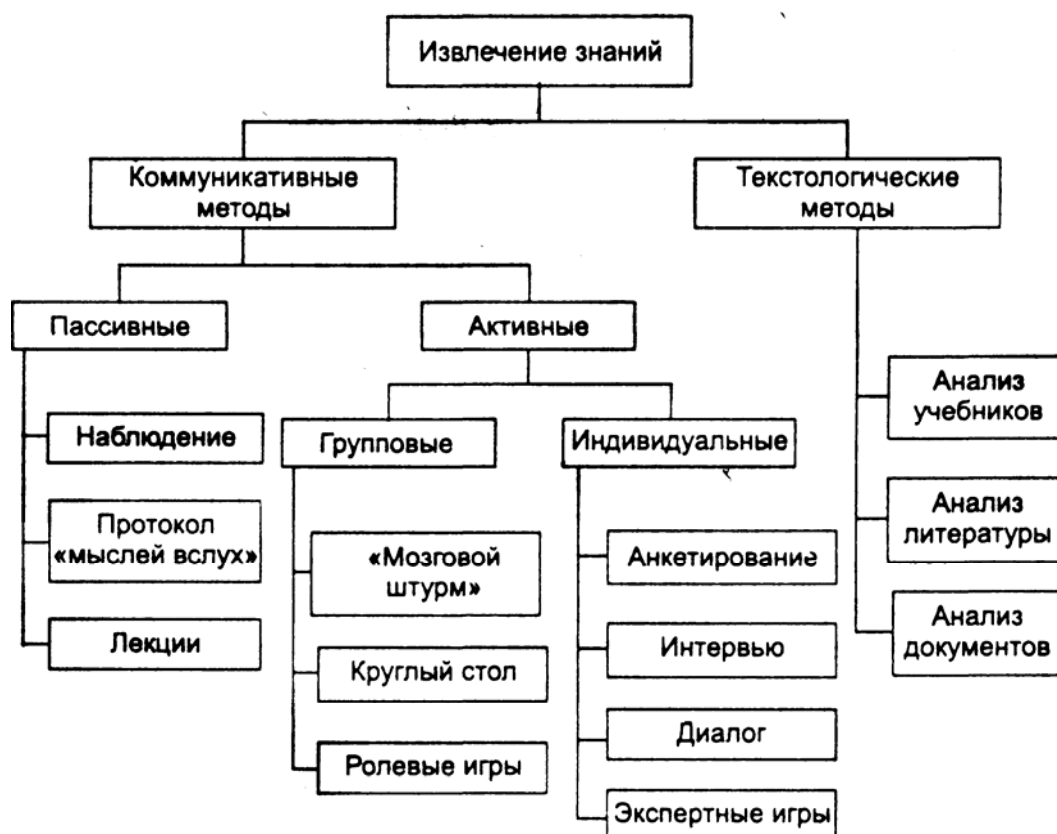 Извлечение знаний
Коммуникативные
методы
Текстологические
методы
Пассивные
Активные
Наблюдение
Протокол
«мыслей вслух»
Лекции
Групповые
Индивидуальные
«Мозговой
штурм»
Круглый стол
Ролевые игры
Анкетирование
Интервью
Диалог
Экспертные игры
Анализ
учебников
Анализ
литературы
Анализ
документов